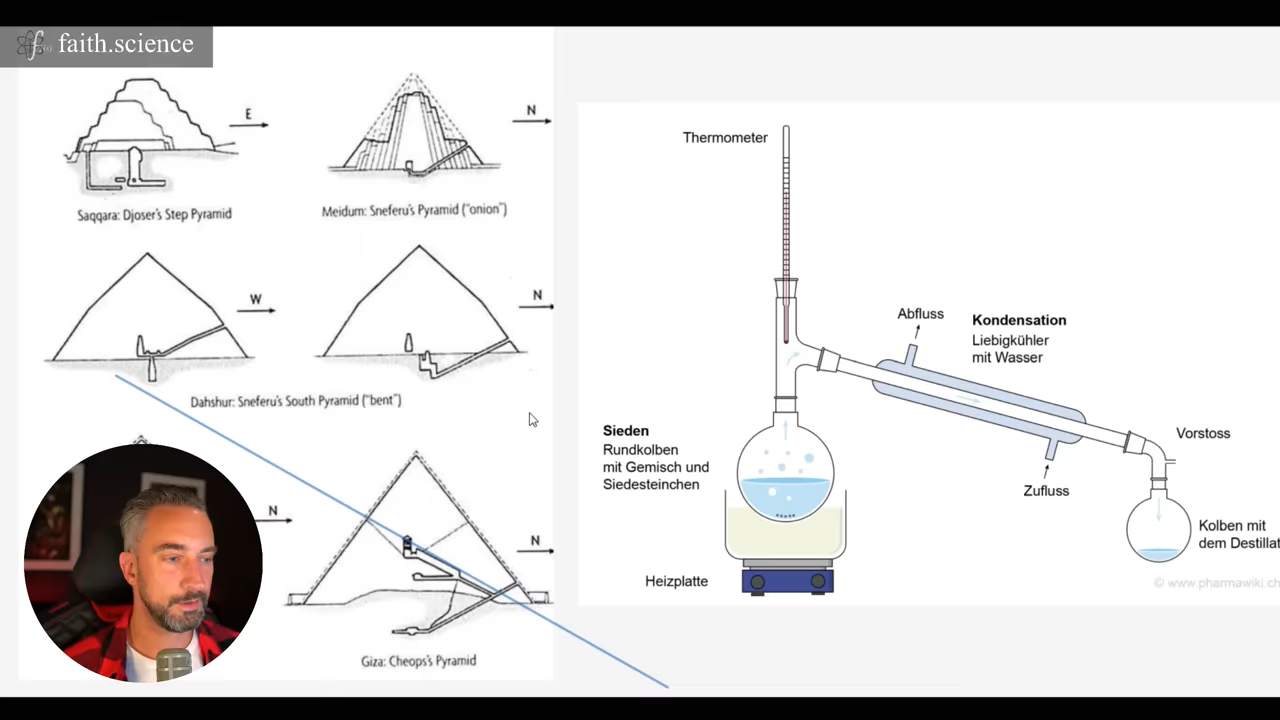 faith.science
E
N
Saqqara: Djoser's Step Pyramid
Meidum: Sneferu's Pyramid ("onion")
W
N
Dahshur: Sneferu's South Pyramid ("bent")
N
N
Giza: Cheops's Pyramid
Thermometer
Abfluss
Kondensation
Liebigkühler
mit Wasser
Sieden
Rundkolben
mit Gemisch und
Siedesteinchen
Vorstoss
Zufluss
Kolben mit
dem Destillat
Heizplatte
© www.pharmawiki.ch